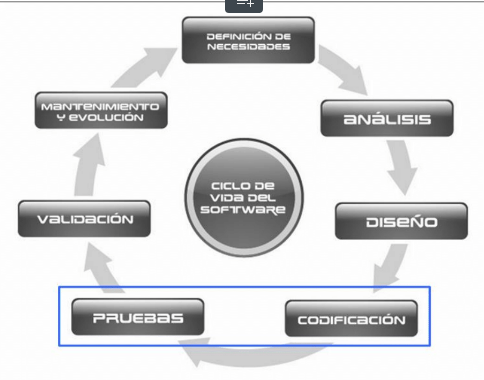 DEFINICIÓN DE
NECESIDADES
ANÁLISIS
DISEÑO
CODIFICACIÓN
PRUEBAS
VALIDACIÓN
MANTENIMIENTO
Y EVOLUCIÓN
CICLO DE
VIDA DEL
SOFTWARE